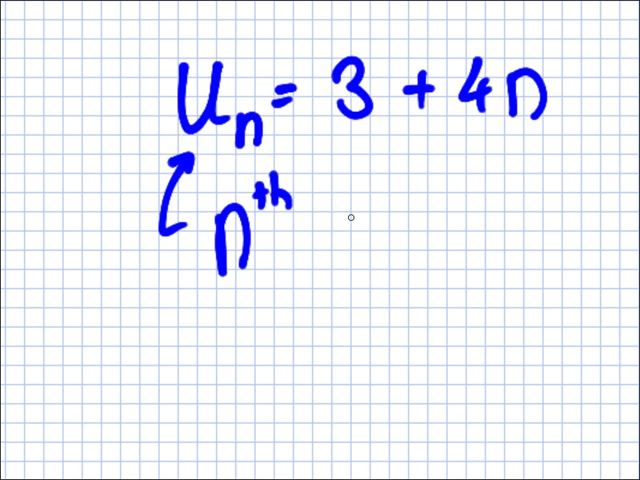 Un = 3 + 4n
nth